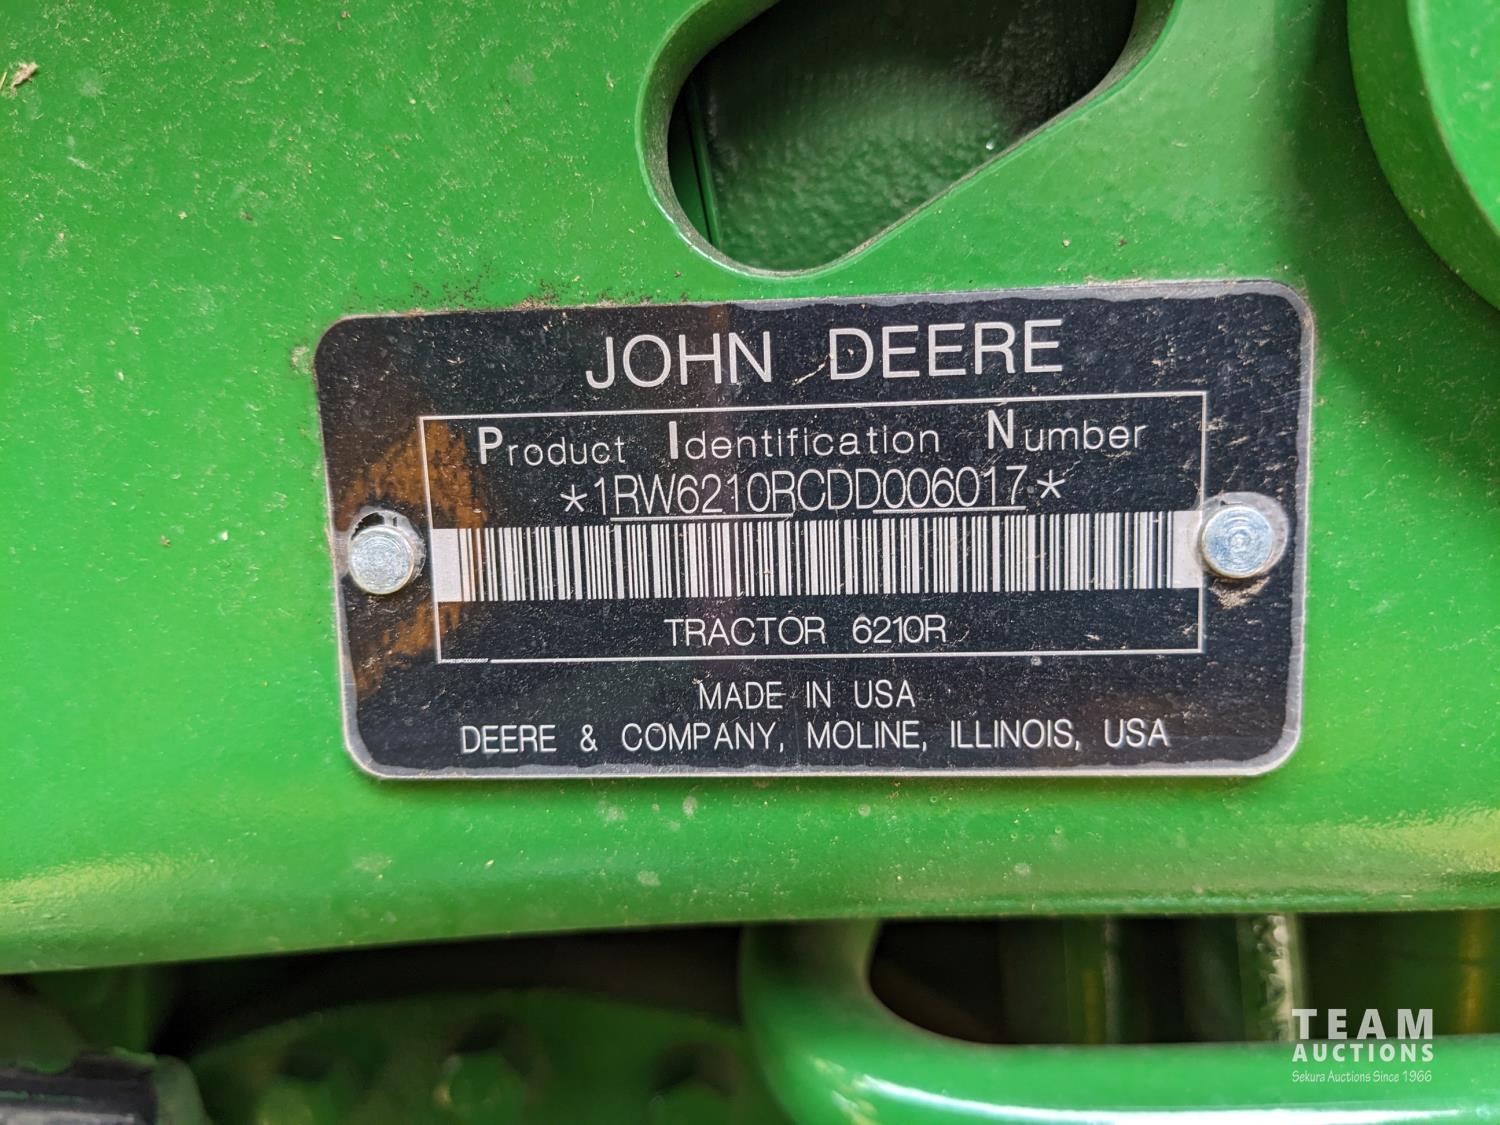 JOHN DEERE
Product Identification Number
*1RW6210RCDD006017*
TRACTOR 6210R
MADE IN USA
DEERE & COMPANY, MOLINE, ILLINOIS, USA
TEAM
AUCTIONS
Sekura Auctions Since 1966